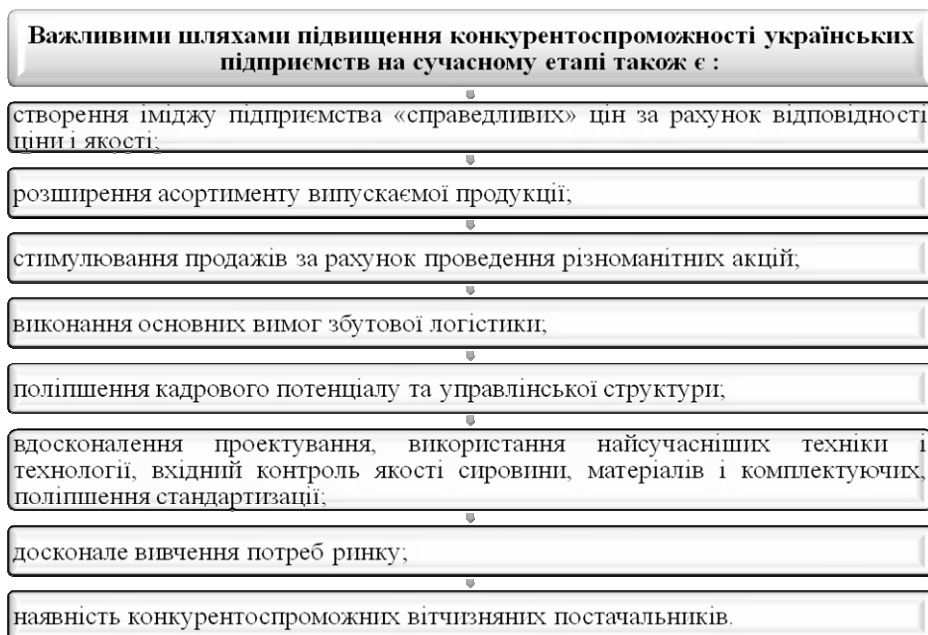 Важливими шляхами підвищення конкурентоспроможності українських
підприємств на сучасному етапі також є :
створення іміджу підприємства «справедливих» цін за рахунок відповідності
ціни і якості;
розширення асортименту випускаємої продукції;
стимулювання продажів за рахунок проведення різноманітних акцій;
виконання основних вимог збутової логістики;
поліпшення кадрового потенціалу та управлінської структури;
вдосконалення проектування, використання найсучасніших техніки і
технології, вхідний контроль якості сировини, матеріалів і комплектуючих,
поліпшення стандартизації;
досконале вивчення потреб ринку;
наявність конкурентоспроможних вітчизняних постачальників.